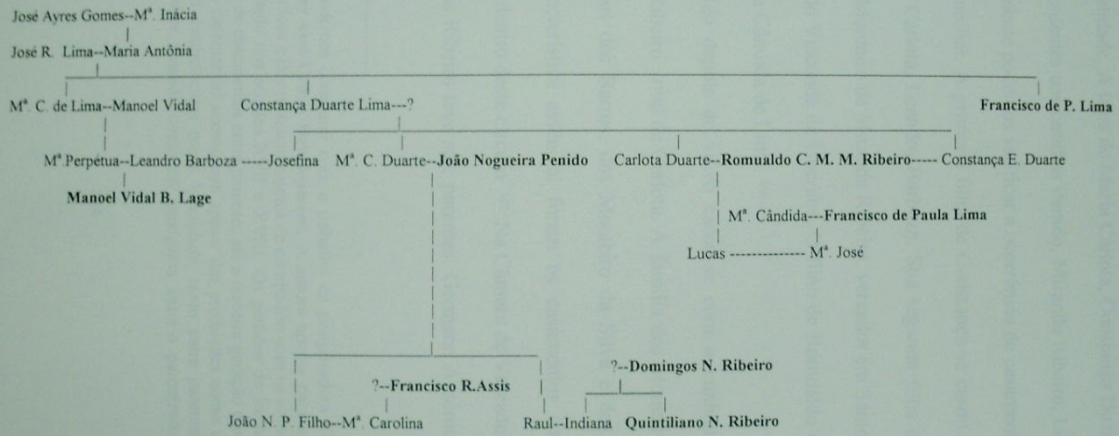 José Ayres Gomes--Mª. Inácia
José R. Lima--Maria Antônia
Mª. C. de Lima--Manoel Vidal Constança Duarte Lima---? Francisco de P. Lima
Mª Perpétua--Leandro Barboza -----Josefina Mª. C. Duarte--João Nogueira Penido Carlota Duarte--Romualdo C. M. M. Ribeiro----- Constança E. Duarte
Manoel Vidal B. Lage
Mª. Cândida---Francisco de Paula Lima
Lucas ------------- Mª. José
?--Domingos N. Ribeiro
?--Francisco R.Assis
João N. P. Filho--Mª. Carolina Raul--Indiana Quintiliano N. Ribeiro